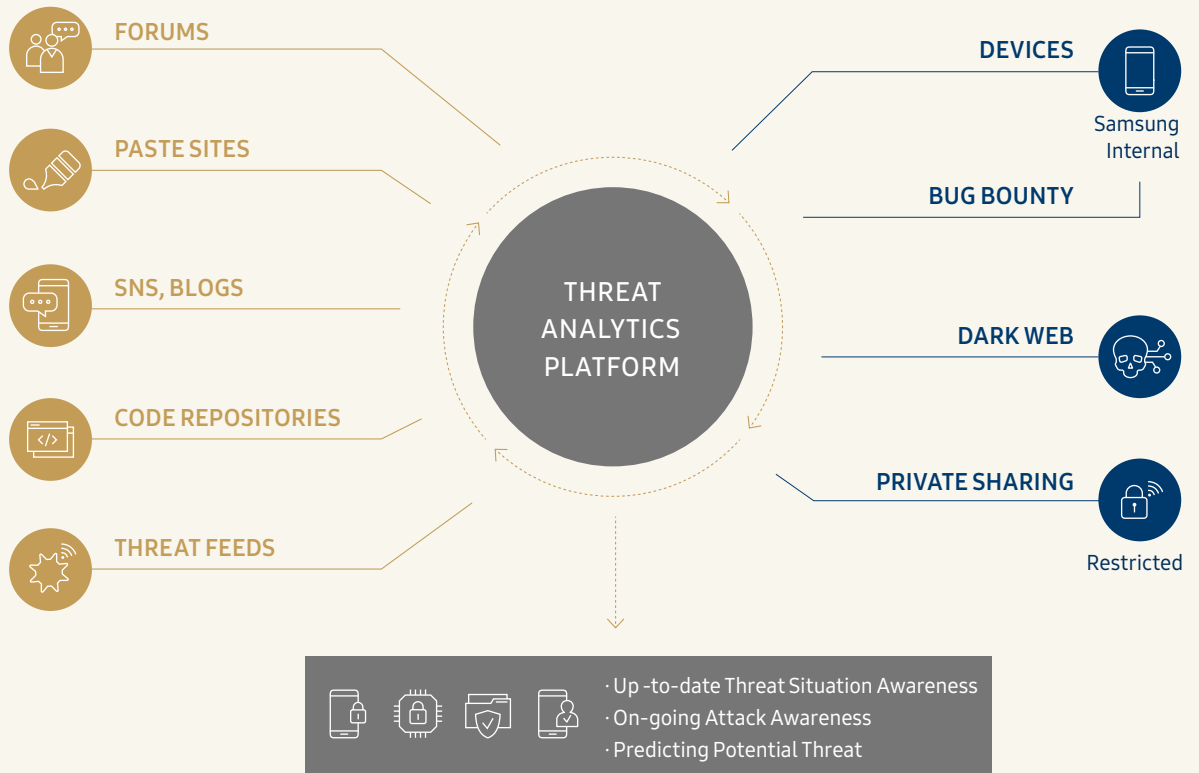 FORUMS
PASTE SITES
SNS, BLOGS
CODE REPOSITORIES
</>
THREAT FEEDS
THREAT
ANALYTICS
PLATFORM
DEVICES
Samsung
Internal
BUG BOUNTY
DARK WEB
PRIVATE SHARING
Restricted
· Up -to-date Threat Situation Awareness
· On-going Attack Awareness
· Predicting Potential Threat